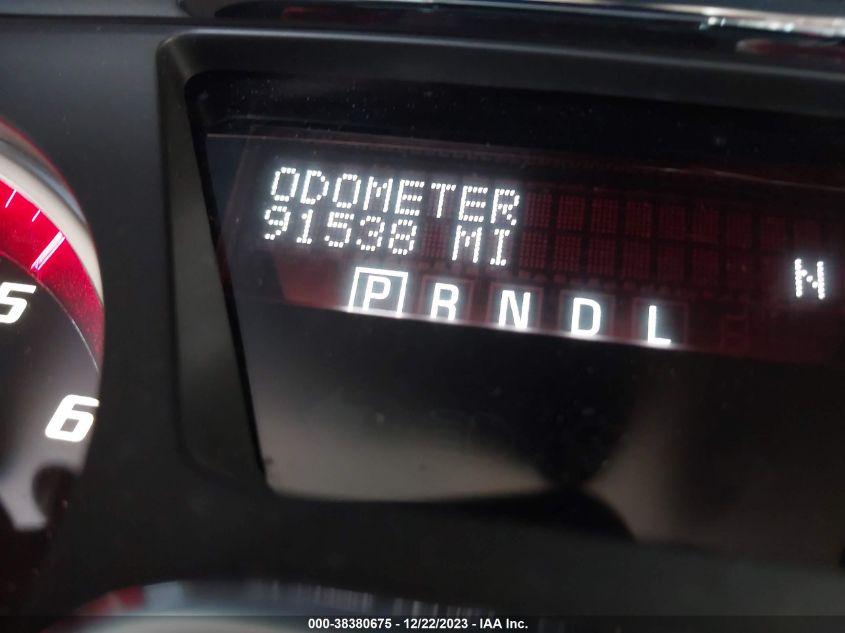 ODOMETER
91538 MI
N
P R N D L
5
6
000-38380675 - 12/22/2023 - IAA Inc.